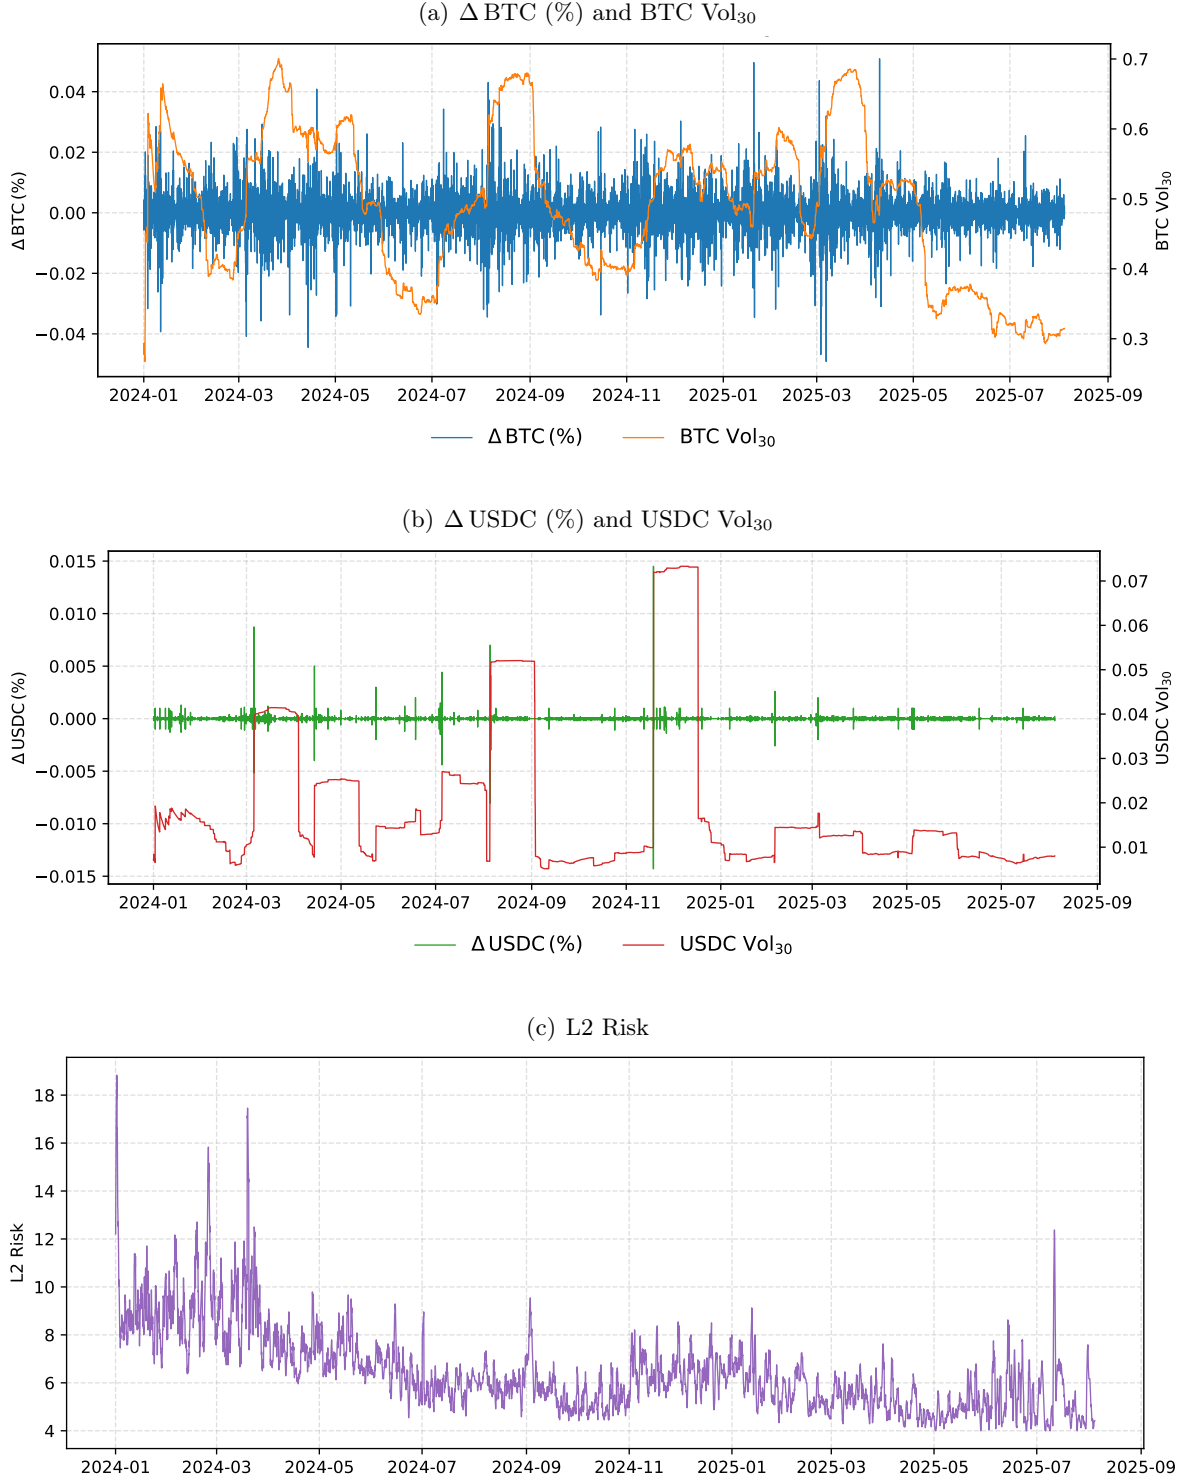 (a) Δ BTC (%) and BTC Vol₃₀
0.04
0.02
0.00
−0.02
−0.04
Δ BTC (%)
0.7
0.6
0.5
0.4
0.3
BTC Vol₃₀
2024-01 2024-03 2024-05 2024-07 2024-09 2024-11 2025-01 2025-03 2025-05 2025-07 2025-09
Δ BTC (%) BTC Vol₃₀
(b) Δ USDC (%) and USDC Vol₃₀
0.015
0.010
0.005
0.000
−0.005
−0.010
−0.015
Δ USDC (%)
0.07
0.06
0.05
0.04
0.03
0.02
0.01
USDC Vol₃₀
2024-01 2024-03 2024-05 2024-07 2024-09 2024-11 2025-01 2025-03 2025-05 2025-07 2025-09
Δ USDC (%) USDC Vol₃₀
(c) L2 Risk
18
16
14
12
10
8
6
4
L2 Risk
2024-01 2024-03 2024-05 2024-07 2024-09 2024-11 2025-01 2025-03 2025-05 2025-07 2025-09